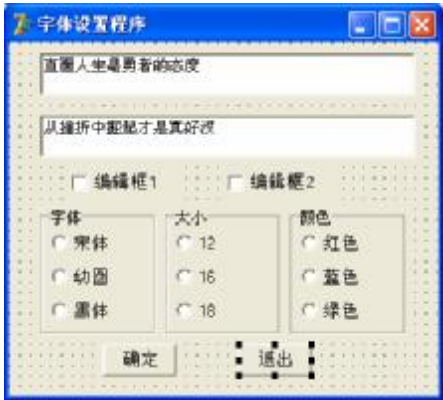 字体设置程序
直面人生是勇者的态度
从挫折中跃起才是真好汉
编辑框1 编辑框2
字体 大小 颜色
宋体 12 红色
幼圆 16 蓝色
黑体 18 绿色
确定 退出